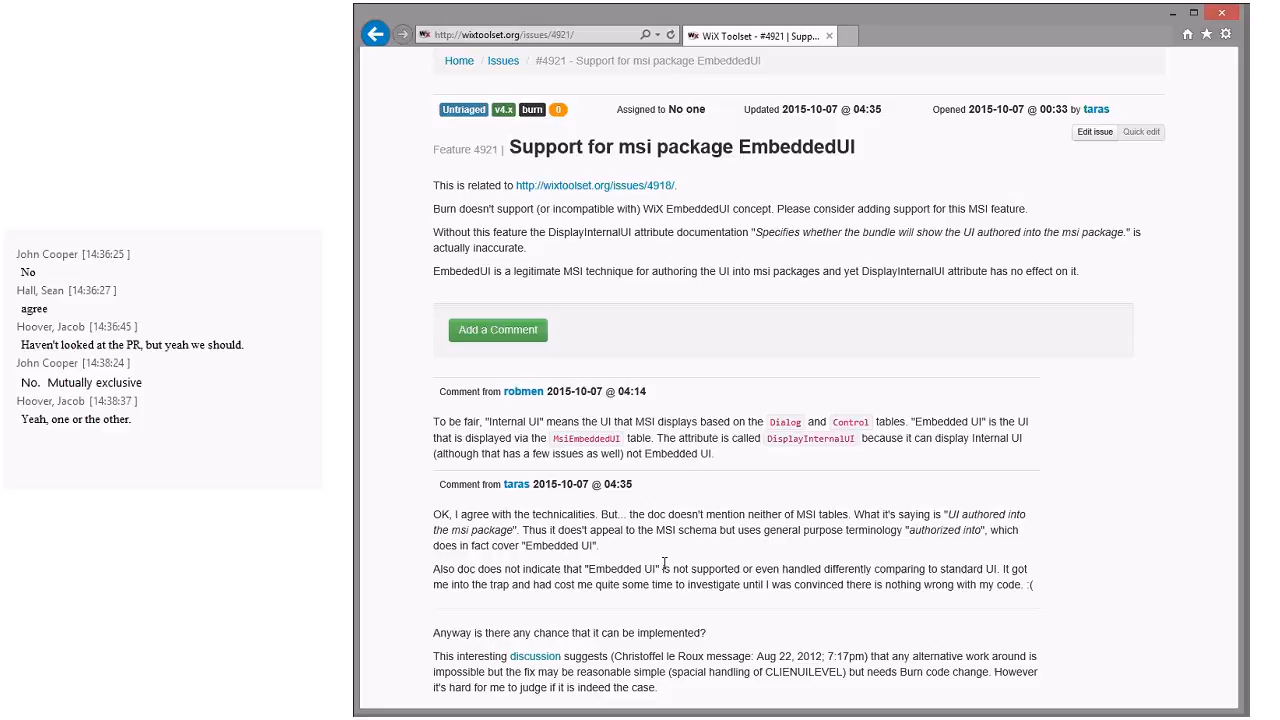 John Cooper [14:36:25 ]
No
Hall, Sean [14:36:27 ]
agree
Hoover, Jacob [14:36:45 ]
Haven't looked at the PR, but yeah we should.
John Cooper [14:38:24 ]
No. Mutually exclusive
Hoover, Jacob [14:38:37 ]
Yeah, one or the other.
http://wixtoolset.org/issues/4921/
WiX Toolset - #4921 | Supp...
Home / Issues / #4921 - Support for msi package EmbeddedUI
Untriaged v4.x burn 0 Assigned to No one Updated 2015-10-07 @ 04:35 Opened 2015-10-07 @ 00:33 by taras
Edit issue Quick edit
Feature 4921 | Support for msi package EmbeddedUI
This is related to http://wixtoolset.org/issues/4918/.
Burn doesn't support (or incompatible with) WiX EmbeddedUI concept. Please consider adding support for this MSI feature.
Without this feature the DisplayInternalUI attribute documentation "Specifies whether the bundle will show the UI authored into the msi package." is
actually inaccurate.
EmbededUI is a legitimate MSI technique for authoring the UI into msi packages and yet DisplayInternalUI attribute has no effect on it.
Add a Comment
Comment from robmen 2015-10-07 @ 04:14
To be fair, "Internal UI" means the UI that MSI displays based on the Dialog and Control tables. "Embedded UI" is the UI
that is displayed via the MsiEmbeddedUI table. The attribute is called DisplayInternalUI because it can display Internal UI
(although that has a few issues as well) not Embedded UI.
Comment from taras 2015-10-07 @ 04:35
OK, I agree with the technicalities. But... the doc doesn't mention neither of MSI tables. What it's saying is "UI authored into
the msi package". Thus it does't appeal to the MSI schema but uses general purpose terminology "authorized into", which
does in fact cover "Embedded UI".
Also doc does not indicate that "Embedded UI" is not supported or even handled differently comparing to standard UI. It got
me into the trap and had cost me quite some time to investigate until I was convinced there is nothing wrong with my code. :(
Anyway is there any chance that it can be implemented?
This interesting discussion suggests (Christoffel le Roux message: Aug 22, 2012; 7:17pm) that any alternative work around is
impossible but the fix may be reasonable simple (spacial handling of CLIENUILEVEL) but needs Burn code change. However
it's hard for me to judge if it is indeed the case.